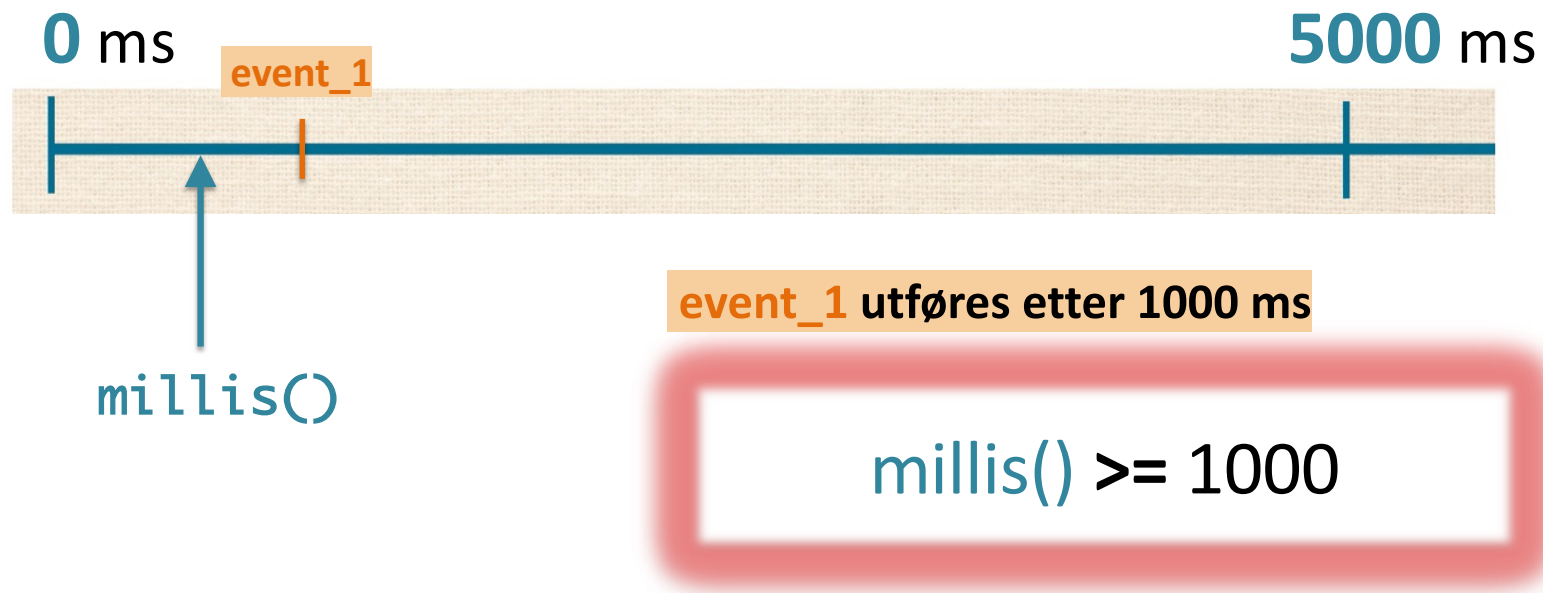 0 ms
5000 ms
event_1
event_1 utføres etter 1000 ms
millis()
millis() >= 1000